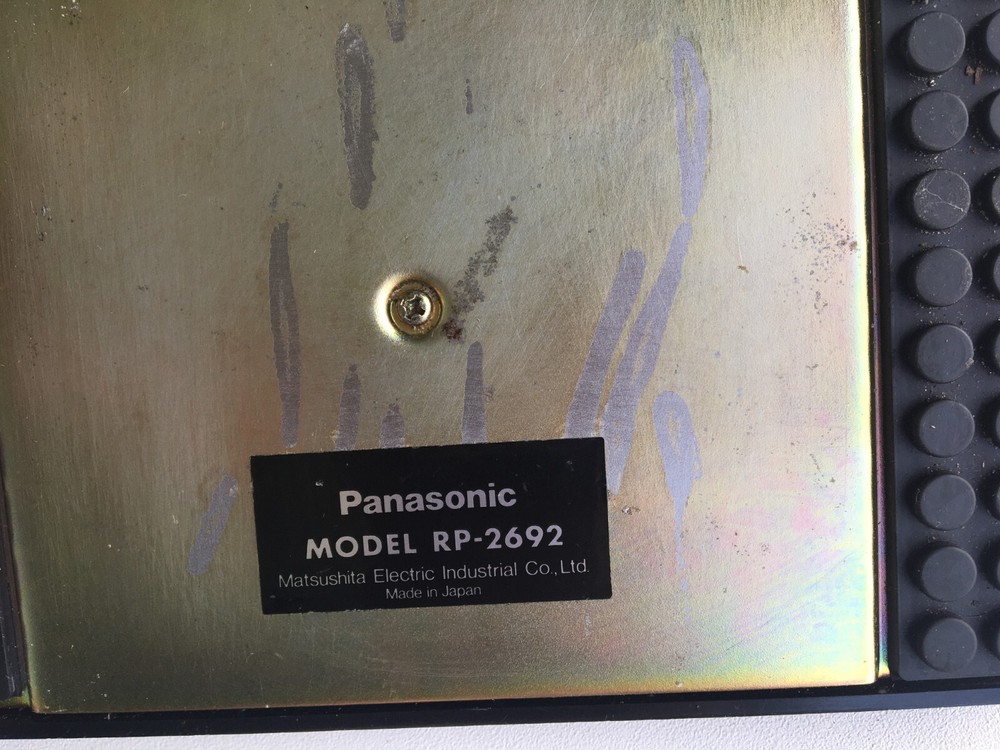 Panasonic
MODEL RP-2692
Matsushita Electric Industrial Co.,Ltd.
Made in Japan